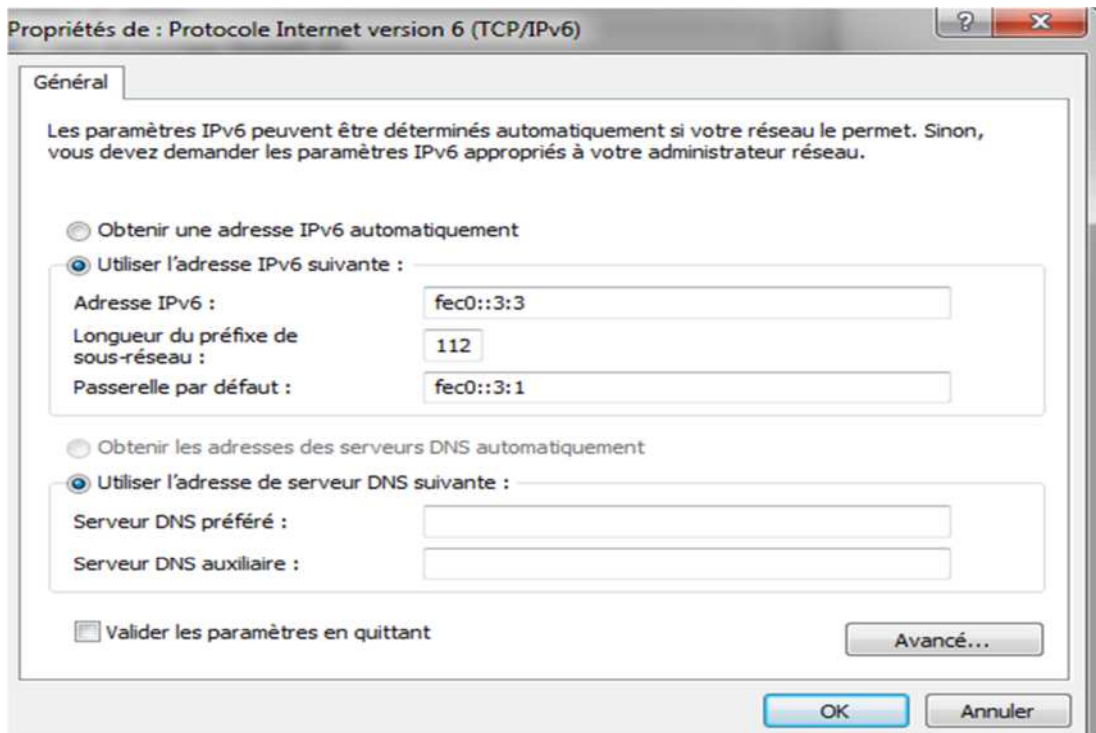 Propriétés de : Protocole Internet version 6 (TCP/IPv6)
?
Général
Les paramètres IPv6 peuvent être déterminés automatiquement si votre réseau le permet. Sinon,
vous devez demander les paramètres IPv6 appropriés à votre administrateur réseau.
Obtenir une adresse IPv6 automatiquement
Utiliser l'adresse IPv6 suivante :
Adresse IPv6 : fec0::3:3
Longueur du préfixe de
sous-réseau : 112
Passerelle par défaut : fec0::3:1
Obtenir les adresses des serveurs DNS automatiquement
Utiliser l'adresse de serveur DNS suivante :
Serveur DNS préféré :
Serveur DNS auxiliaire :
Valider les paramètres en quittant
Avancé...
OK Annuler